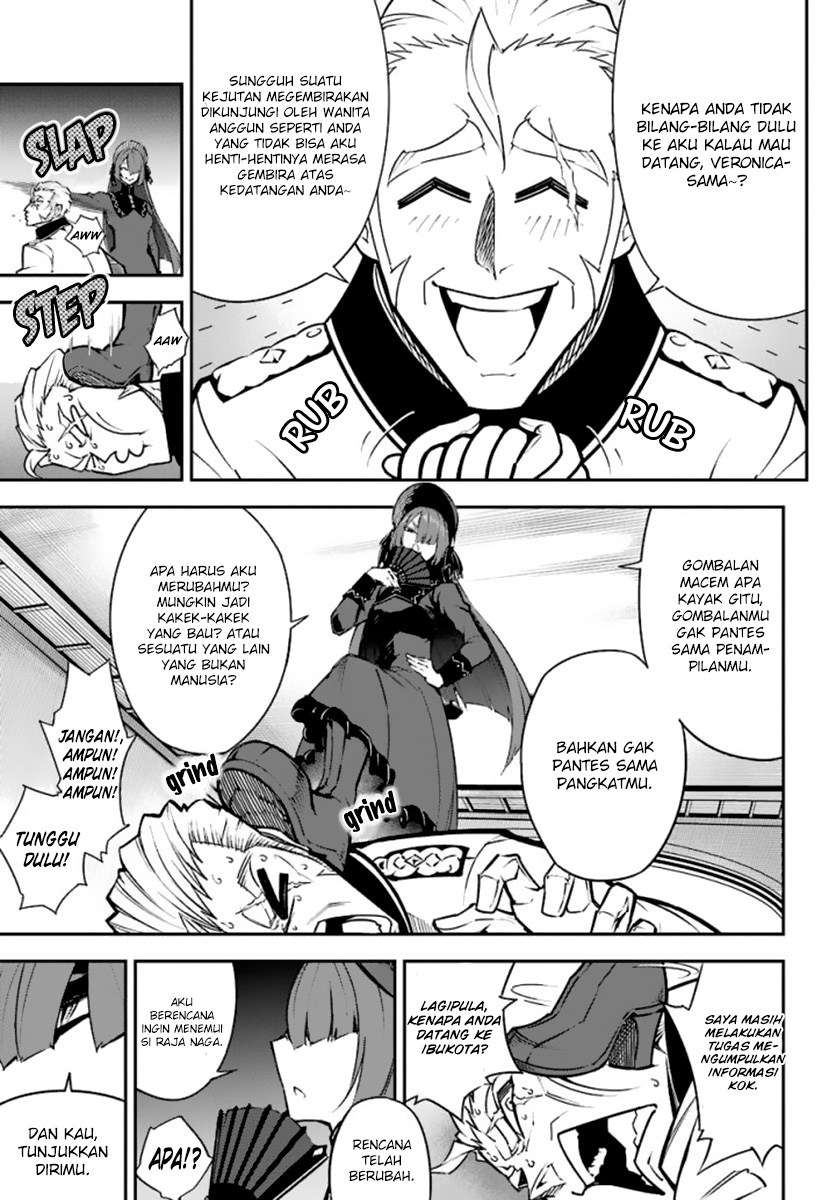 KENAPA ANDA TIDAK
BILANG-BILANG DULU
KE AKU KALAU MAU
DATANG, VERONICA-
SAMA~?
SUNGGUH SUATU
KEJUTAN MEGEMBIRAKAN
DIKUNJUNGI OLEH WANITA
ANGGUN SEPERTI ANDA
YANG TIDAK BISA AKU
HENTI-HENTINYA MERASA
GEMBIRA ATAS
KEDATANGAN ANDA~
RUB
RUB
SLAP
AWW
STEP
AAW
GOMBALAN
MACEM APA
KAYAK GITU,
GOMBALANMU
GAK PANTES
SAMA PENAM-
PILANMU.
BAHKAN GAK
PANTES SAMA
PANGKATMU.
APA HARUS AKU
MERUBAHMU?
MUNGKIN JADI
KAKEK-KAKEK
YANG BAU? ATAU
SESUATU YANG LAIN
YANG BUKAN
MANUSIA?
grind
grind
JANGAN!,
AMPUN!
AMPUN!
AMPUN!
TUNGGU
DULU!
SAYA MASIH
MELAKUKAN
TUGAS ME-
NGUMPULKAN
INFORMASI
KOK.
LAGIPULA,
KENAPA ANDA
DATANG KE
IBUKOTA?
RENCANA
TELAH
BERUBAH.
AKU
BERENCANA
INGIN MENEMUI
SI RAJA NAGA.
APA!?
DAN KAU,
TUNJUKKAN
DIRIMU.